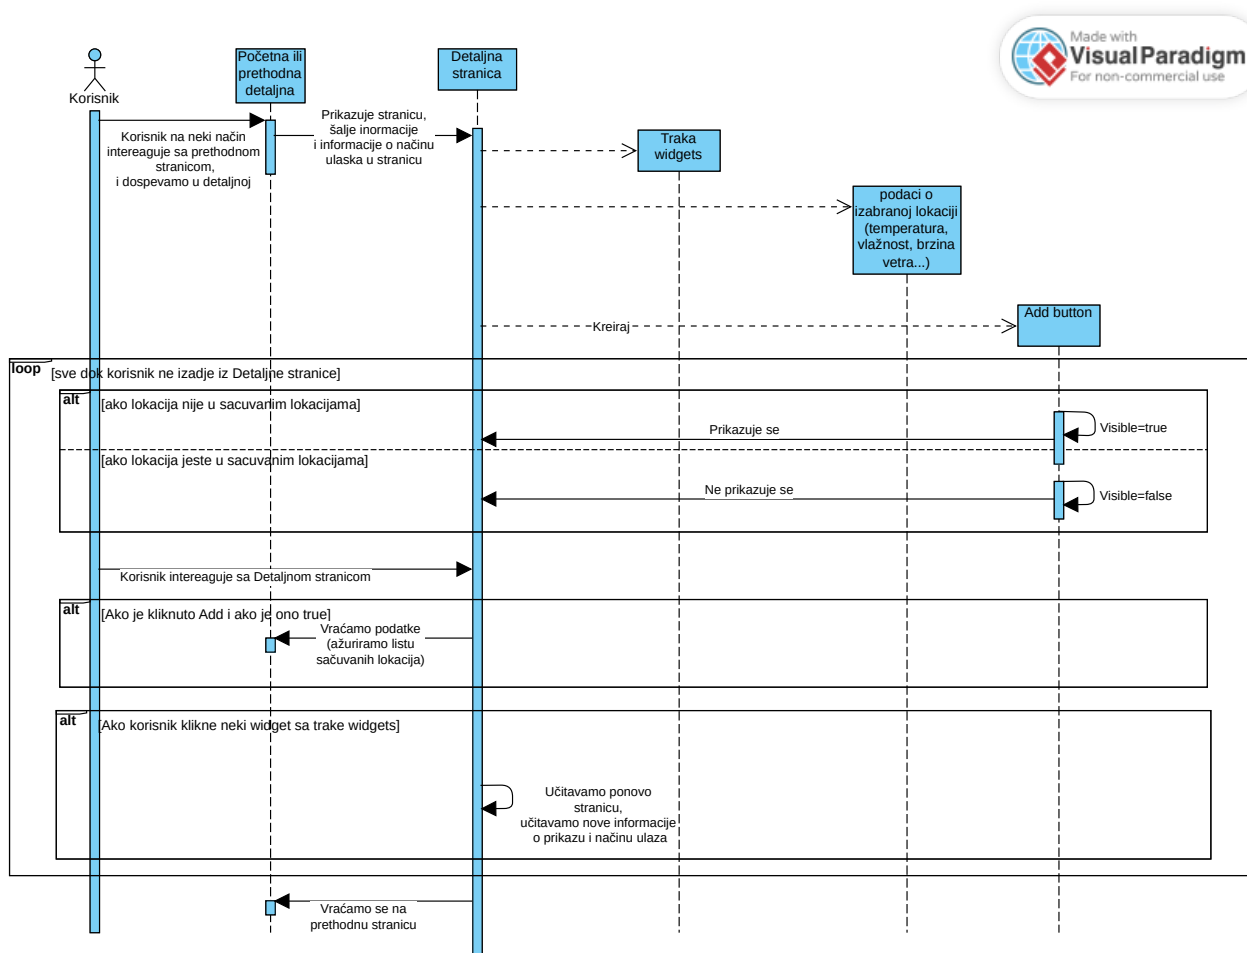 Made with
Visual Paradigm
For non-commercial use
Korisnik
Početna ili
prethodna
detaljna
Detaljna
stranica
Korisnik na neki način
intereaguje sa prethodnom
stranicom,
i dospevamo u detaljnoj
Prikazuje stranicu,
šalje inormacije
i informacije o načinu
ulaska u stranicu
Traka
widgets
podaci o
izabranoj lokaciji
(temperatura,
vlažnost, brzina
vetra...)
Kreiraj
Add button
loop
[sve dok korisnik ne izadje iz Detaljne stranice]
alt
[ako lokacija nije u sacuvanim lokacijama]
Prikazuje se
Visible=true
[ako lokacija jeste u sacuvanim lokacijama]
Ne prikazuje se
Visible=false
Korisnik intereaguje sa Detaljnom stranicom
alt
[Ako je kliknuto Add i ako je ono true]
Vraćamo podatke
(ažuriramo listu
sačuvanih lokacija)
alt
[Ako korisnik klikne neki widget sa trake widgets]
Učitavamo ponovo
stranicu,
učitavamo nove informacije
o prikazu i načinu ulaza
Vraćamo se na
prethodnu stranicu